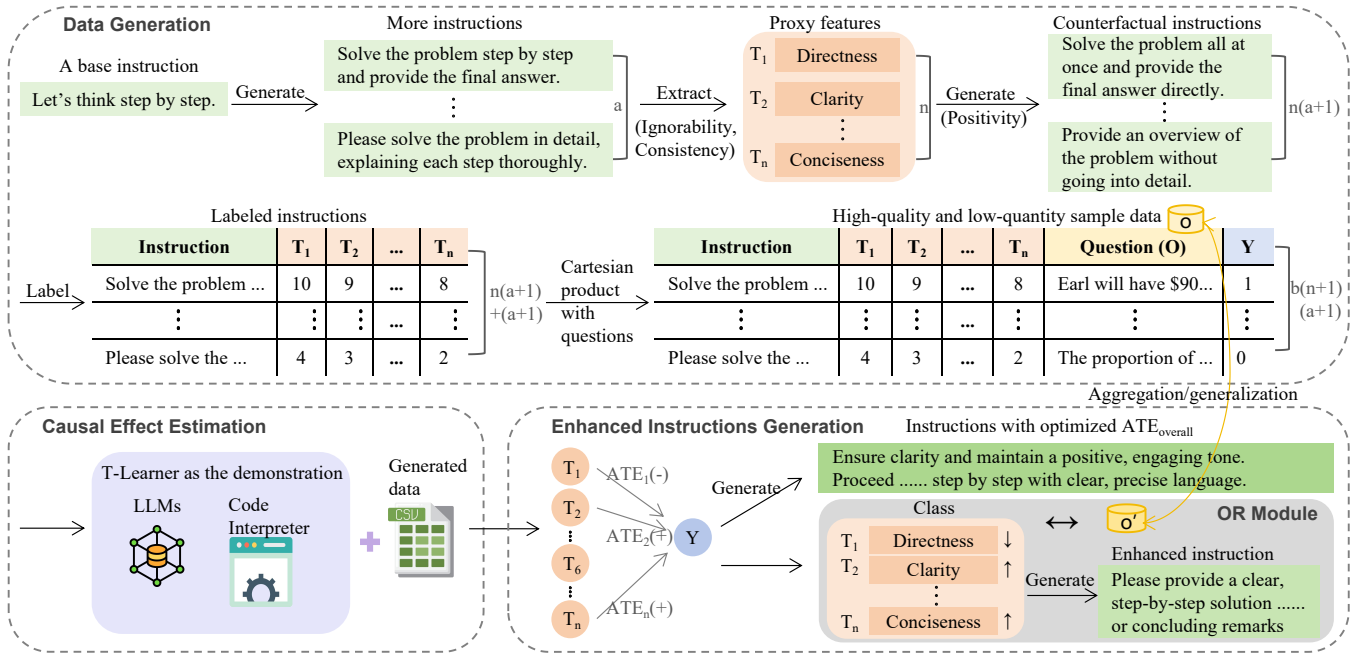 Data Generation
A base instruction
Let's think step by step.
Generate
More instructions
Solve the problem step by step
and provide the final answer.
⋮
Please solve the problem in detail,
explaining each step thoroughly.
a
Extract
(Ignorability,
Consistency)
Proxy features
T1 Directness
T2 Clarity
⋮
Tn Conciseness
n
Generate
(Positivity)
Counterfactual instructions
Solve the problem all at
once and provide the
final answer directly.
⋮
Provide an overview of
the problem without
going into detail.
n(a+1)
Label
Labeled instructions
Instruction T1 T2 ... Tn
Solve the problem ... 10 9 ... 8
⋮ ⋮ ⋮ ... ⋮
Please solve the ... 4 3 ... 2
n(a+1)
+(a+1)
Cartesian
product
with
questions
High-quality and low-quantity sample data O
Instruction T1 T2 ... Tn Question (O) Y
Solve the problem ... 10 9 ... 8 Earl will have $90... 1
⋮ ⋮ ⋮ ... ⋮ ⋮ ⋮
Please solve the ... 4 3 ... 2 The proportion of ... 0
b(n+1)
(a+1)
Aggregation/generalization
Causal Effect Estimation
T-Learner as the demonstration
LLMs
Code
Interpreter
+
Generated
data
CSV
Enhanced Instructions Generation
T1
T2
T6
Tn
ATE1(-)
ATE2(+)
ATEn(+)
Y
Generate
Instructions with optimized ATEoverall
Ensure clarity and maintain a positive, engaging tone.
Proceed ...... step by step with clear, precise language.
Class
O'
OR Module
T1 Directness ↓
T2 Clarity ↑
⋮
Tn Conciseness ↑
Generate
Enhanced instruction
Please provide a clear,
step-by-step solution ......
or concluding remarks